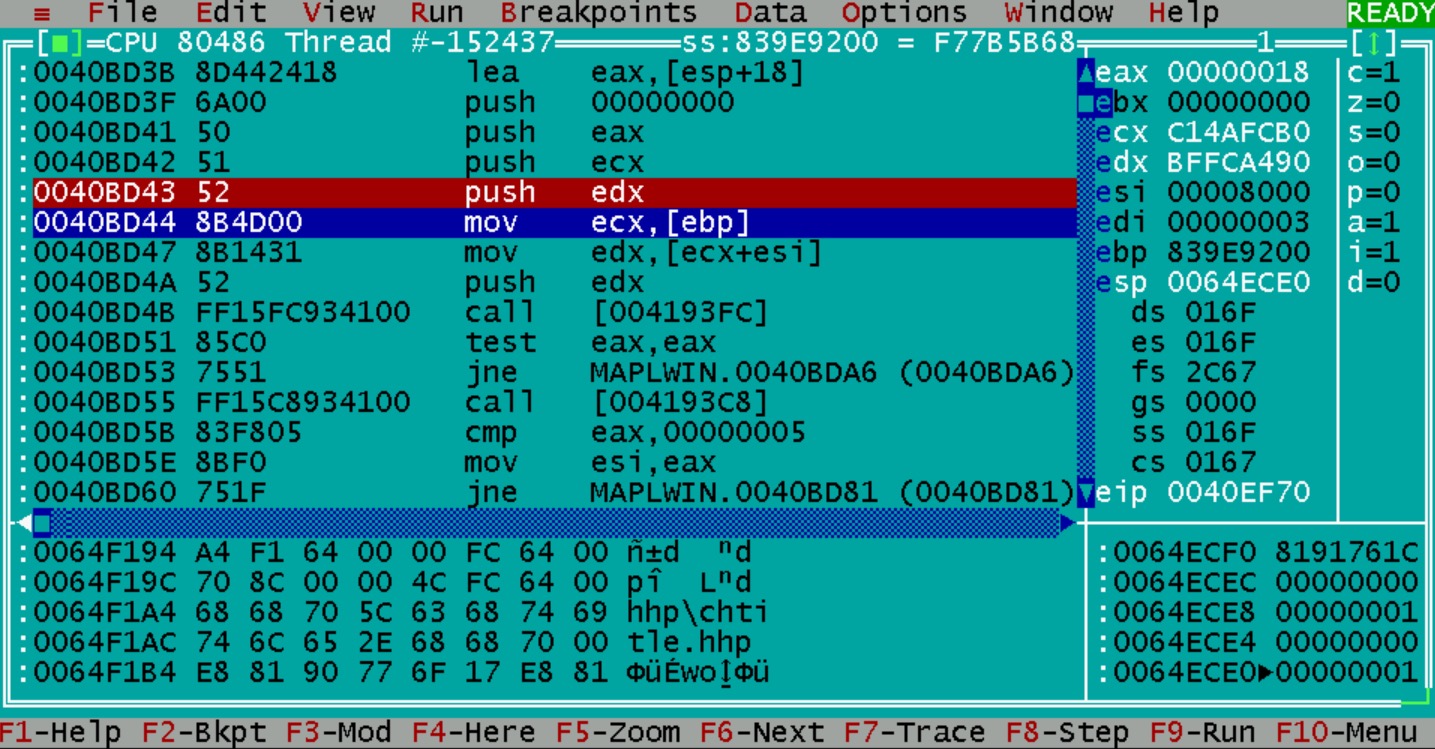 ≡ File Edit View Run Breakpoints Data Options Window Help READY
[■]=CPU 80486 Thread #-152437 ss:839E9200 = F77B5B68 1 [↕]
:0040BD3B 8D442418 lea eax,[esp+18] ▲eax 00000018 c=1
:0040BD3F 6A00 push 00000000 ebx 00000000 z=0
:0040BD41 50 push eax ecx C14AFCB0 s=0
:0040BD42 51 push ecx edx BFFCA490 o=0
:0040BD43 52 push edx esi 00008000 p=0
:0040BD44 8B4D00 mov ecx,[ebp] edi 00000003 a=1
:0040BD47 8B1431 mov edx,[ecx+esi] ebp 839E9200 i=1
:0040BD4A 52 push edx esp 0064ECE0 d=0
:0040BD4B FF15FC934100 call [004193FC] ds 016F
:0040BD51 85C0 test eax,eax es 016F
:0040BD53 7551 jne MAPLWIN.0040BDA6 (0040BDA6) fs 2C67
:0040BD55 FF15C8934100 call [004193C8] gs 0000
:0040BD5B 83F805 cmp eax,00000005 ss 016F
:0040BD5E 8BF0 mov esi,eax cs 0167
:0040BD60 751F jne MAPLWIN.0040BD81 (0040BD81) ▼eip 0040EF70
:0064F194 A4 F1 64 00 00 FC 64 00 ñ±d ⁿd :0064ECF0 8191761C
:0064F19C 70 8C 00 00 4C FC 64 00 pî Lⁿd :0064ECEC 00000000
:0064F1A4 68 68 70 5C 63 68 74 69 hhp\chti :0064ECE8 00000001
:0064F1AC 74 6C 65 2E 68 68 70 00 tle.hhp :0064ECE4 00000000
:0064F1B4 E8 81 90 77 6F 17 E8 81 ΦüÉwo↨Φü :0064ECE0►00000001
F1-Help F2-Bkpt F3-Mod F4-Here F5-Zoom F6-Next F7-Trace F8-Step F9-Run F10-Menu